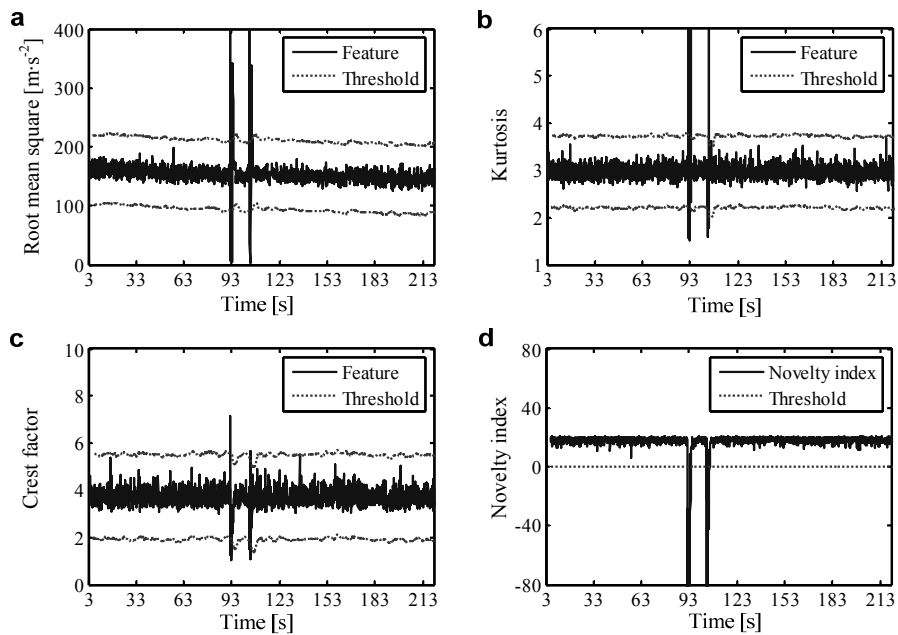 a
Root mean square [m·s⁻²]
400
300
200
100
0
Feature
Threshold
3 33 63 93 123 153 183 213
Time [s]
b
Kurtosis
6
5
4
3
2
1
Feature
Threshold
3 33 63 93 123 153 183 213
Time [s]
c
Crest factor
10
8
6
4
2
0
Feature
Threshold
3 33 63 93 123 153 183 213
Time [s]
d
Novelty index
80
40
0
-40
-80
Novelty index
Threshold
3 33 63 93 123 153 183 213
Time [s]